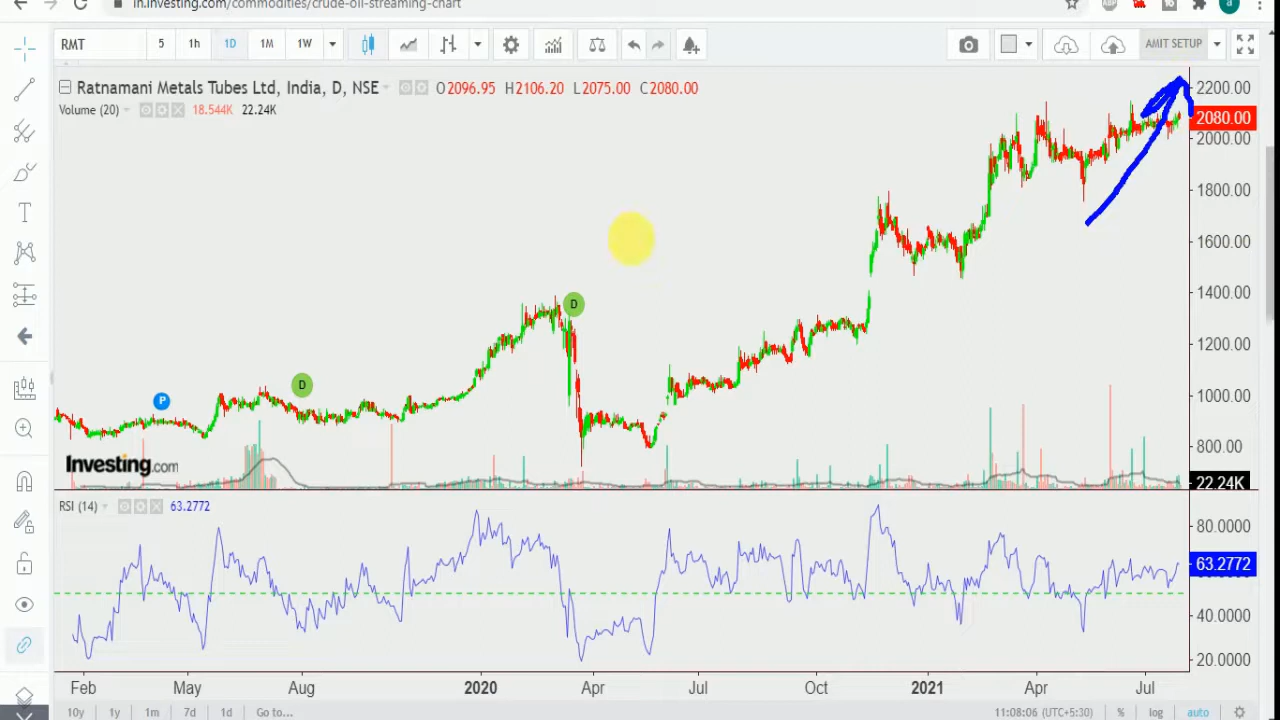 in.investing.com/commodities/crude-oil-streaming-chart
RMT 5 1h 1D 1M 1W AMIT SETUP
Ratnamani Metals Tubes Ltd, India, D, NSE O 2096.95 H 2106.20 L 2075.00 C 2080.00
Volume (20) 18.544K 22.24K
2200.00
2080.00
2000.00
1800.00
1600.00
1400.00
1200.00
1000.00
800.00
D
D
P
Investing.com
22.24K
RSI (14) 63.2772
80.0000
63.2772
40.0000
20.0000
Feb May Aug 2020 Apr Jul Oct 2021 Apr Jul
10y 1y 1m 7d 1d Go to... 11:08:06 (UTC+5:30) % log auto